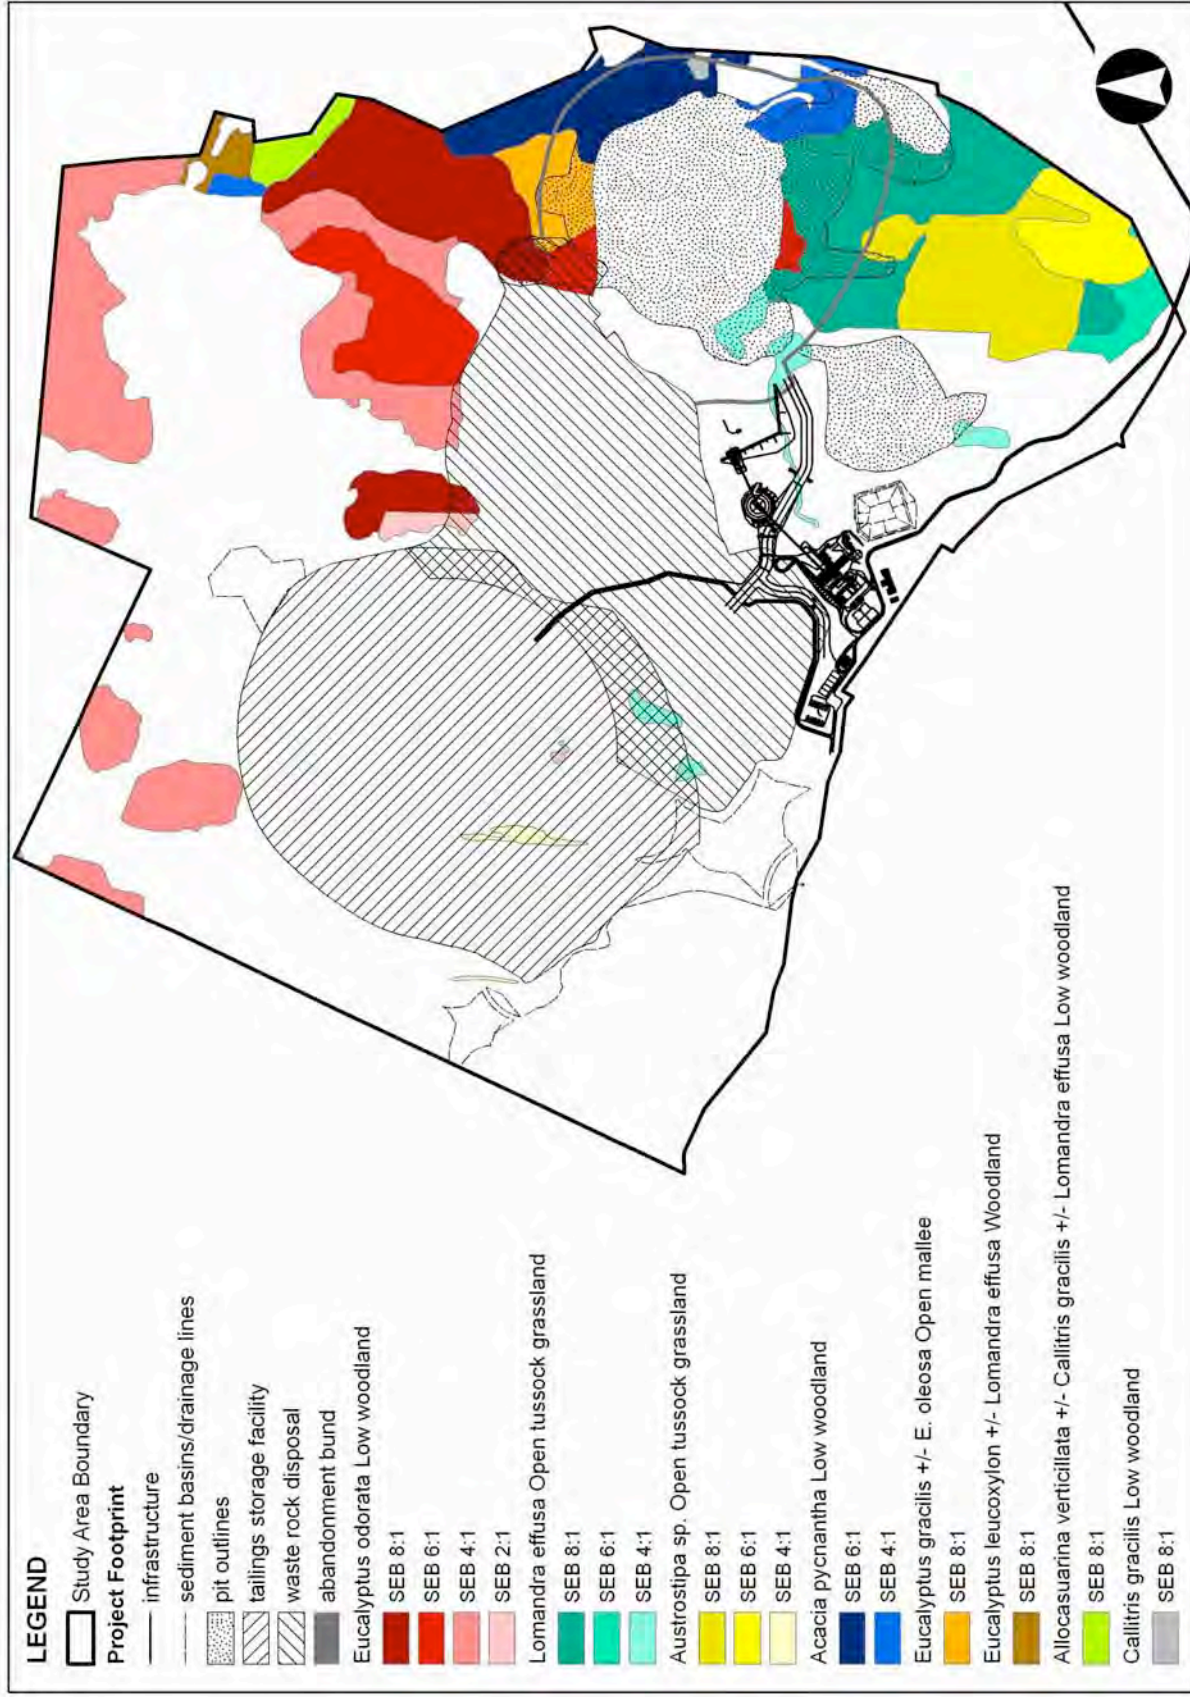 LEGEND
Study Area Boundary
Project Footprint
infrastructure
sediment basins/drainage lines
pit outlines
tailings storage facility
waste rock disposal
abandonment bund
Eucalyptus odorata Low woodland
SEB 8:1
SEB 6:1
SEB 4:1
SEB 2:1
Lomandra effusa Open tussock grassland
SEB 8:1
SEB 6:1
SEB 4:1
Austrostipa sp. Open tussock grassland
SEB 8:1
SEB 6:1
SEB 4:1
Acacia pycnantha Low woodland
SEB 6:1
SEB 4:1
Eucalyptus gracilis +/- E. oleosa Open mallee
SEB 8:1
Eucalyptus leucoxylon +/- Lomandra effusa Woodland
SEB 8:1
Allocasuarina verticillata +/- Callitris gracilis +/- Lomandra effusa Low woodland
SEB 8:1
Callitris gracilis Low woodland
SEB 8:1